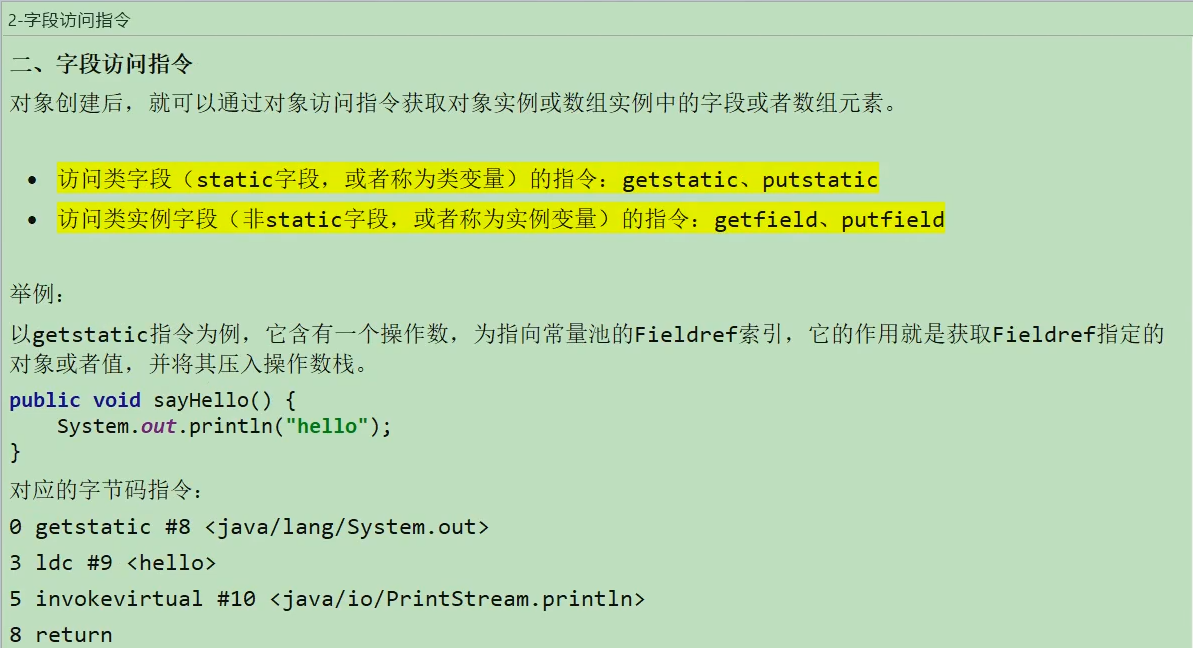 2-字段访问指令
二、字段访问指令
对象创建后，就可以通过对象访问指令获取对象实例或数组实例中的字段或者数组元素。
• 访问类字段（static字段，或者称为类变量）的指令：getstatic、putstatic
• 访问类实例字段（非static字段，或者称为实例变量）的指令：getfield、putfield
举例：
以getstatic指令为例，它含有一个操作数，为指向常量池的Fieldref索引，它的作用就是获取Fieldref指定的
对象或者值，并将其压入操作数栈。
public void sayHello() {
    System.out.println("hello");
}
对应的字节码指令：
0 getstatic #8 <java/lang/System.out>
3 ldc #9 <hello>
5 invokevirtual #10 <java/io/PrintStream.println>
8 return